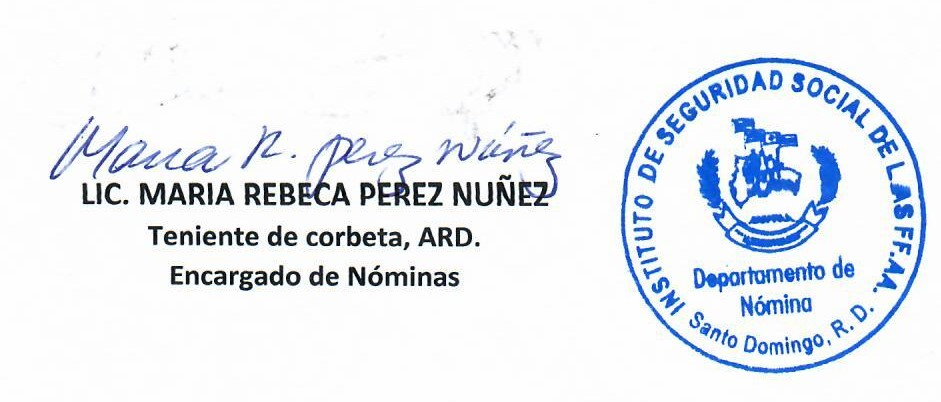 Maria R. perez Núñez
LIC. MARIA REBECA PEREZ NUÑEZ
Teniente de corbeta, ARD.
Encargado de Nóminas
INSTITUTO DE SEGURIDAD SOCIAL DE LAS FF.AA.
Departamento de
Nómina
Santo Domingo, R. D.